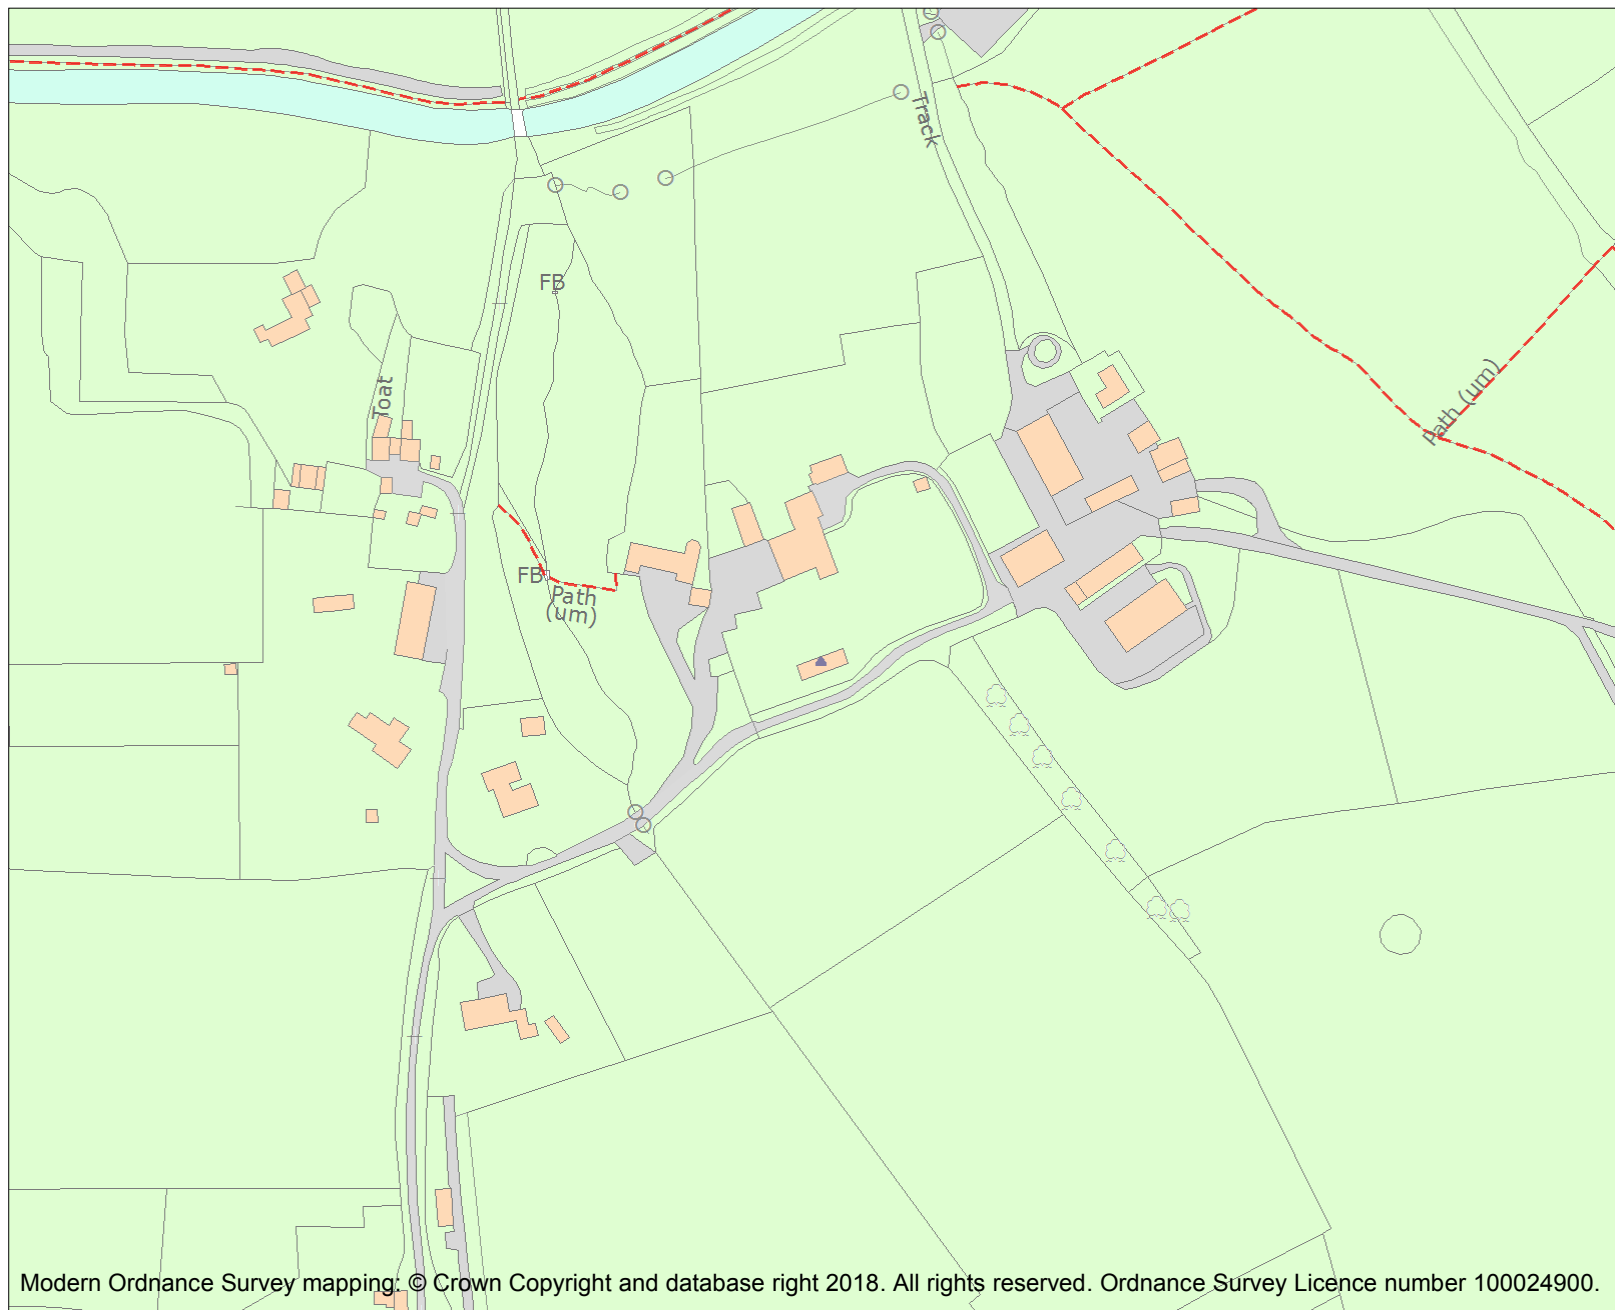 Track
FB
Toat
Path (um)
FB
Path
(um)
Modern Ordnance Survey mapping: © Crown Copyright and database right 2018. All rights reserved. Ordnance Survey Licence number 100024900.